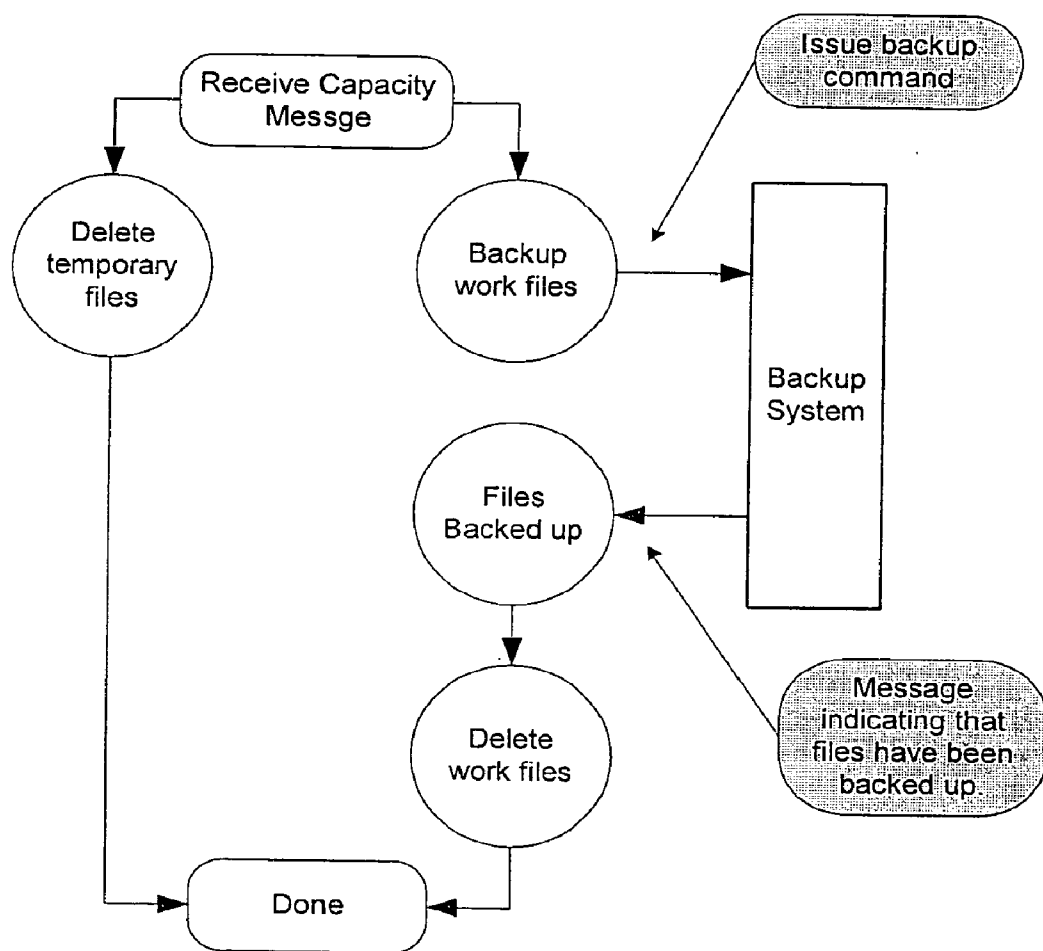 Issue backup
command
Receive Capacity
Messge
Delete
temporary
files
Backup
work files
Backup
System
Files
Backed up
Message
indicating that
files have been
backed up.
Delete
work files
Done